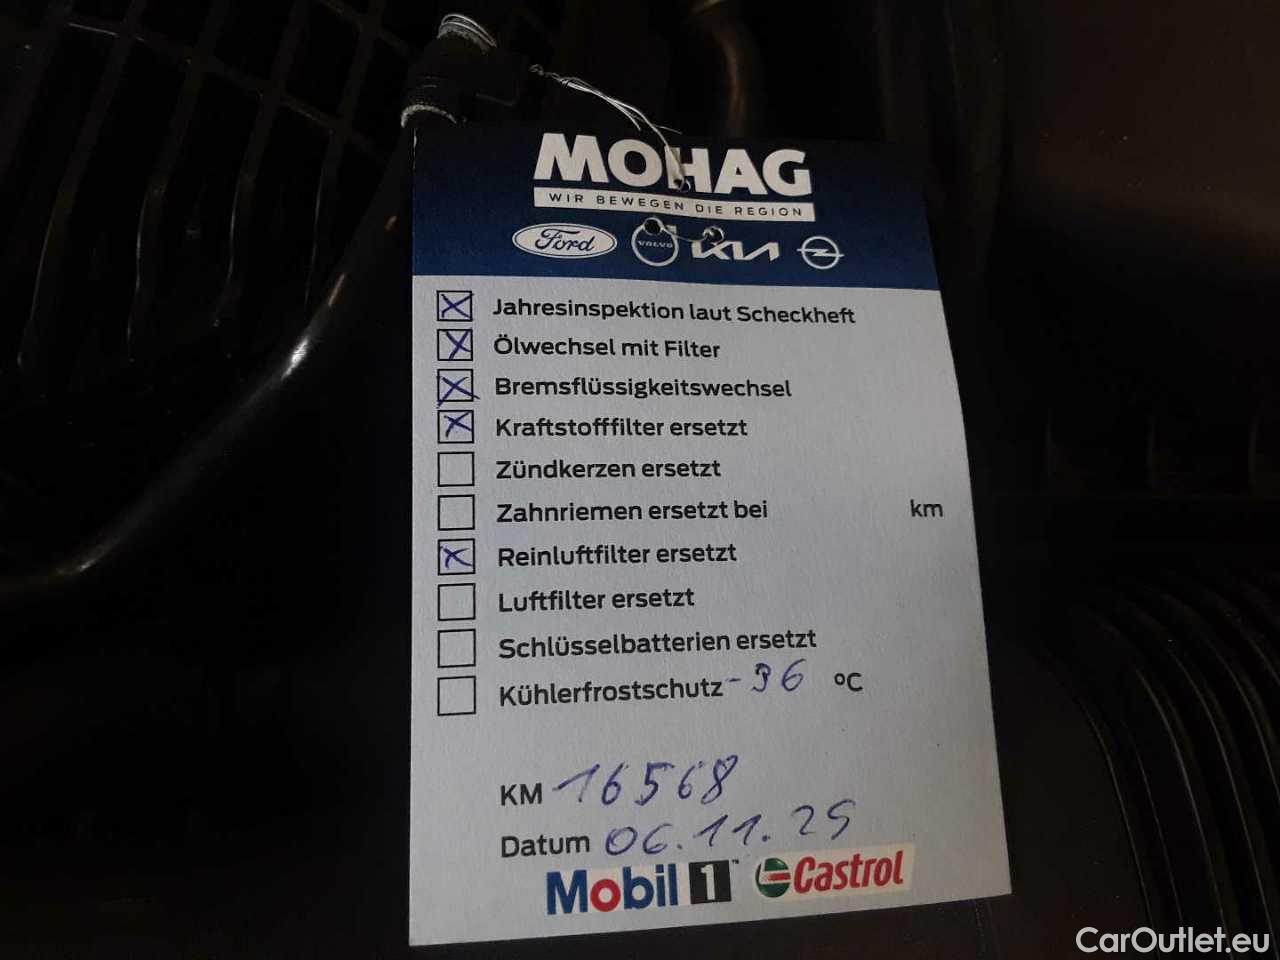 MOHAG
WIR BEWEGEN DIE REGION
Ford VOLVO KIA
Jahresinspektion laut Scheckheft
Ölwechsel mit Filter
Bremsflüssigkeitswechsel
Kraftstofffilter ersetzt
Zündkerzen ersetzt
Zahnriemen ersetzt bei km
Reinluftfilter ersetzt
Luftfilter ersetzt
Schlüsselbatterien ersetzt
Kühlerfrostschutz -36 °C
KM 16568
Datum 06.11.25
Mobil 1™ Castrol
CarOutlet.eu